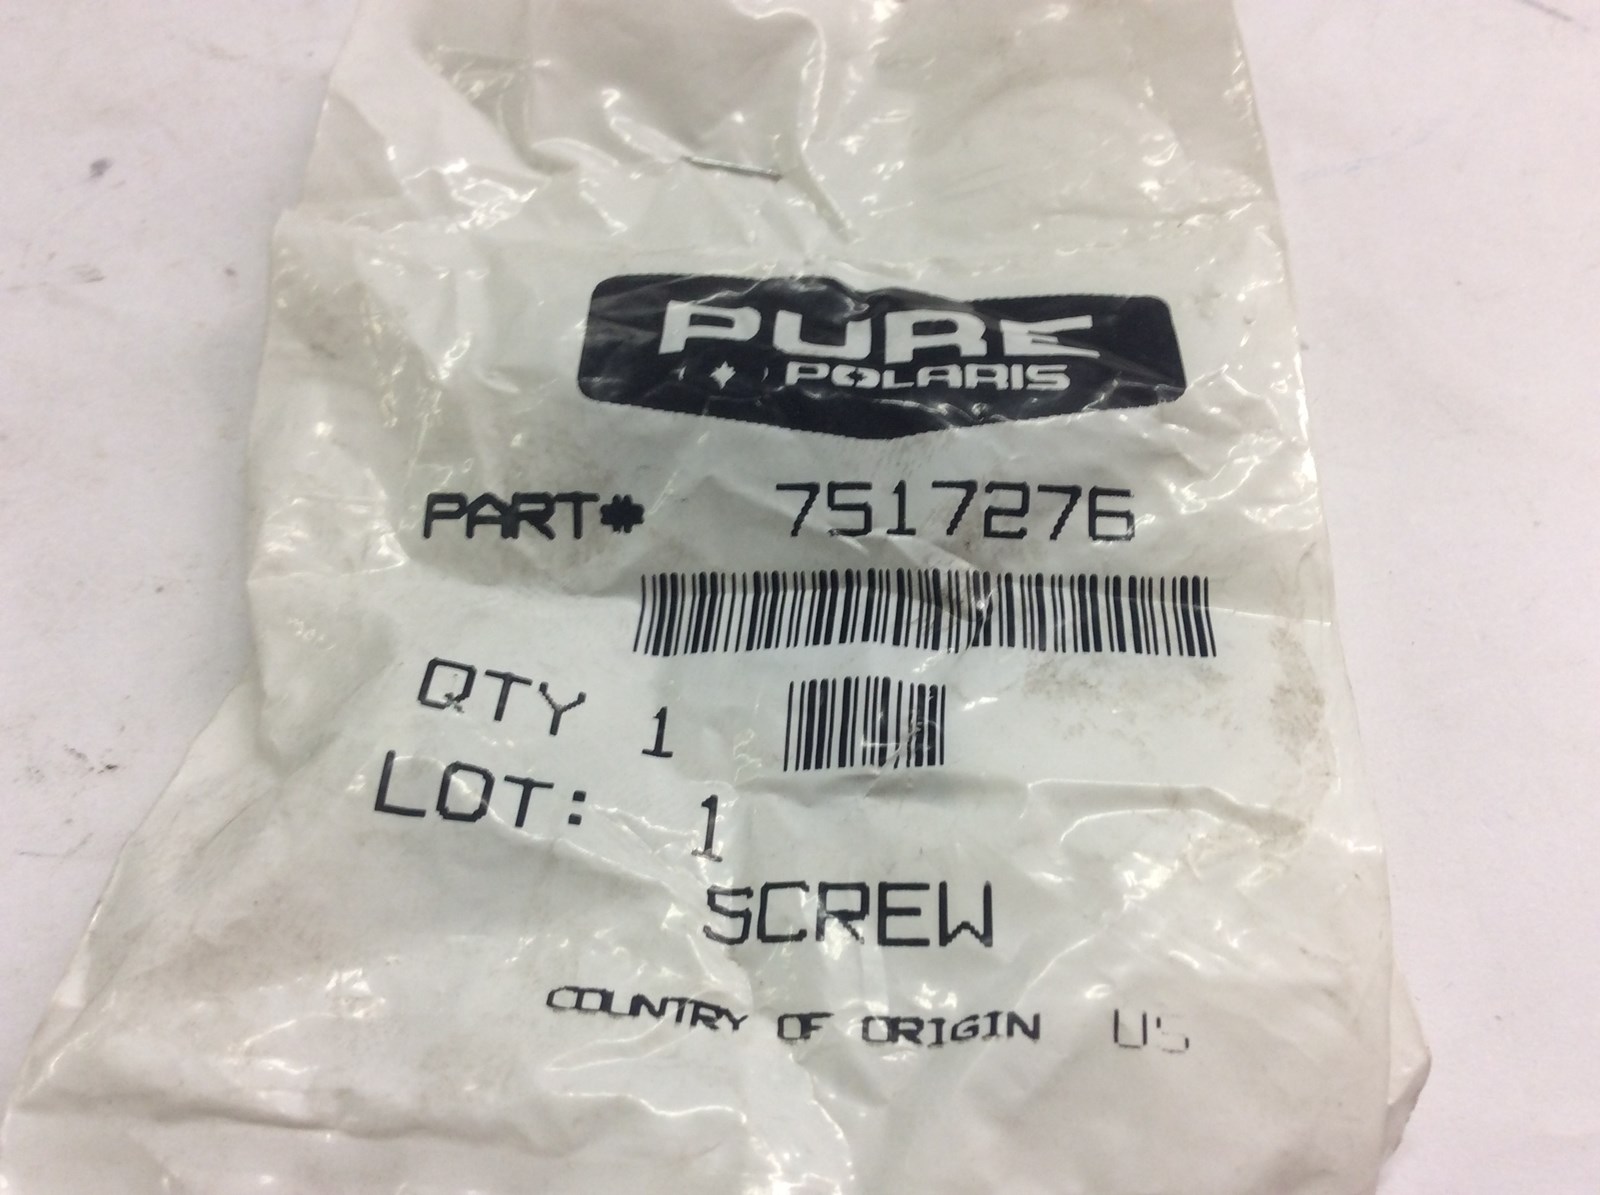 PURE
POLARIS
PART# 7517276
QTY 1
LOT: 1
SCREW
COUNTRY OF ORIGIN US